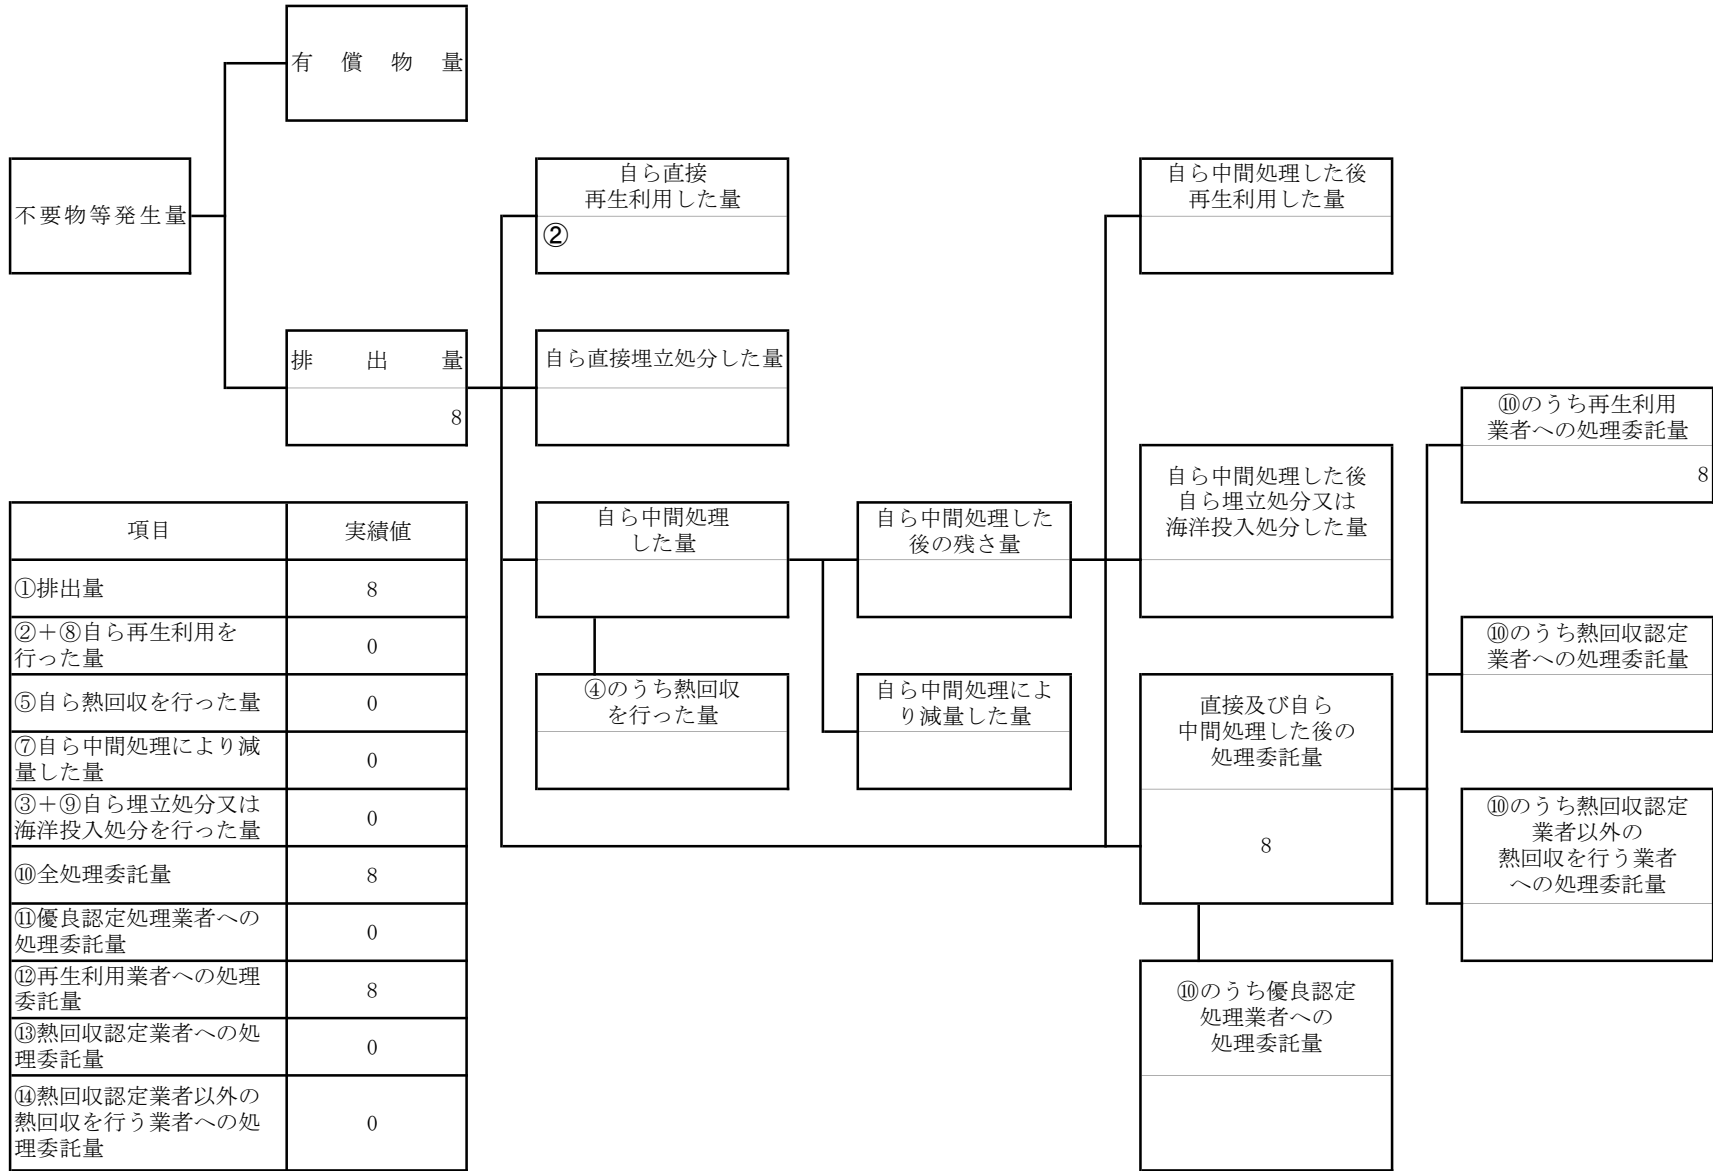 有償物量
不要物等発生量
自ら直接
再生利用した量
②
自ら中間処理した後
再生利用した量
排出量
8
自ら直接埋立処分した量
⑩のうち再生利用
業者への処理委託量
8
自ら中間処理
した量
自ら中間処理した
後の残さ量
自ら中間処理した後
自ら埋立処分又は
海洋投入処分した量
⑩のうち熱回収認定
業者への処理委託量
④のうち熱回収
を行った量
自ら中間処理によ
り減量した量
直接及び自ら
中間処理した後の
処理委託量
8
⑩のうち熱回収認定
業者以外の
熱回収を行う業者
への処理委託量
⑩のうち優良認定
処理業者への
処理委託量
項目 実績値
①排出量 8
②＋⑧自ら再生利用を
行った量 0
⑤自ら熱回収を行った量 0
⑦自ら中間処理により減
量した量 0
③＋⑨自ら埋立処分又は
海洋投入処分を行った量 0
⑩全処理委託量 8
⑪優良認定処理業者への
処理委託量 0
⑫再生利用業者への処理
委託量 8
⑬熱回収認定業者への処
理委託量 0
⑭熱回収認定業者以外の
熱回収を行う業者への処 0
理委託量